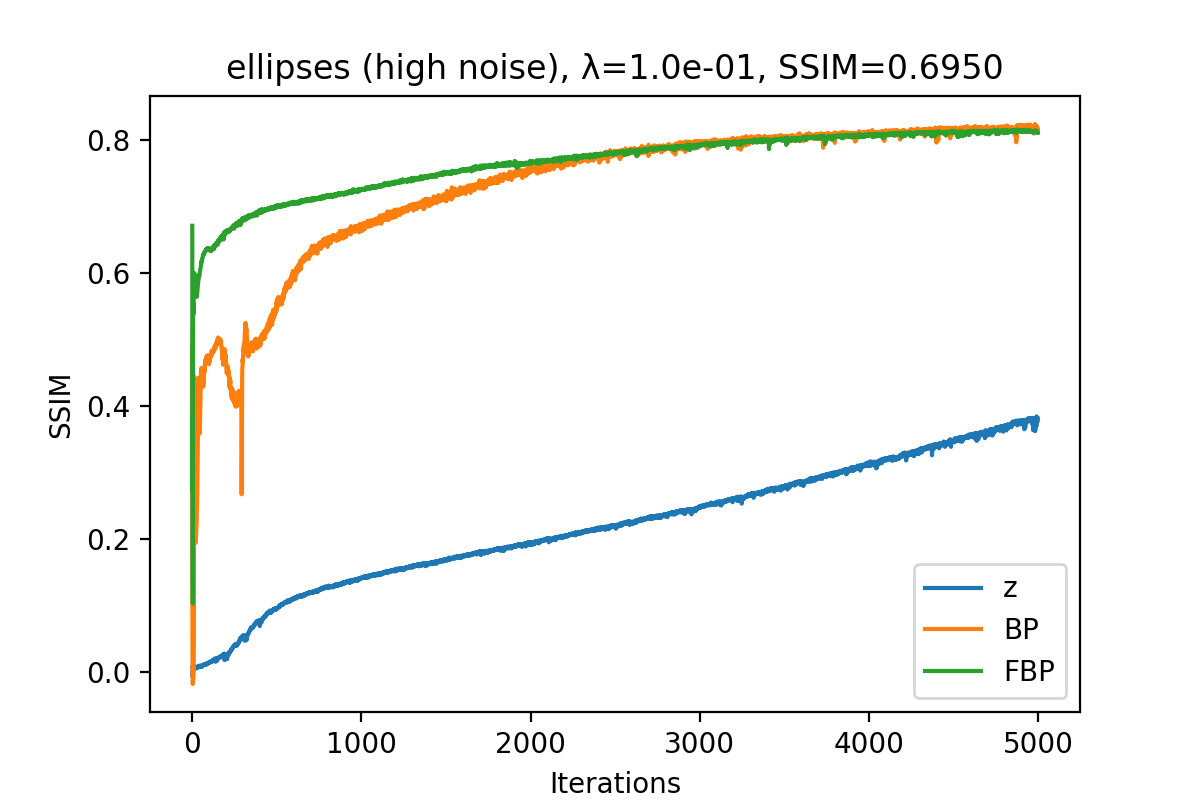 ellipses (high noise), λ=1.0e-01, SSIM=0.6950
SSIM
0.8
0.6
0.4
0.2
0.0
z
BP
FBP
0 1000 2000 3000 4000 5000
Iterations